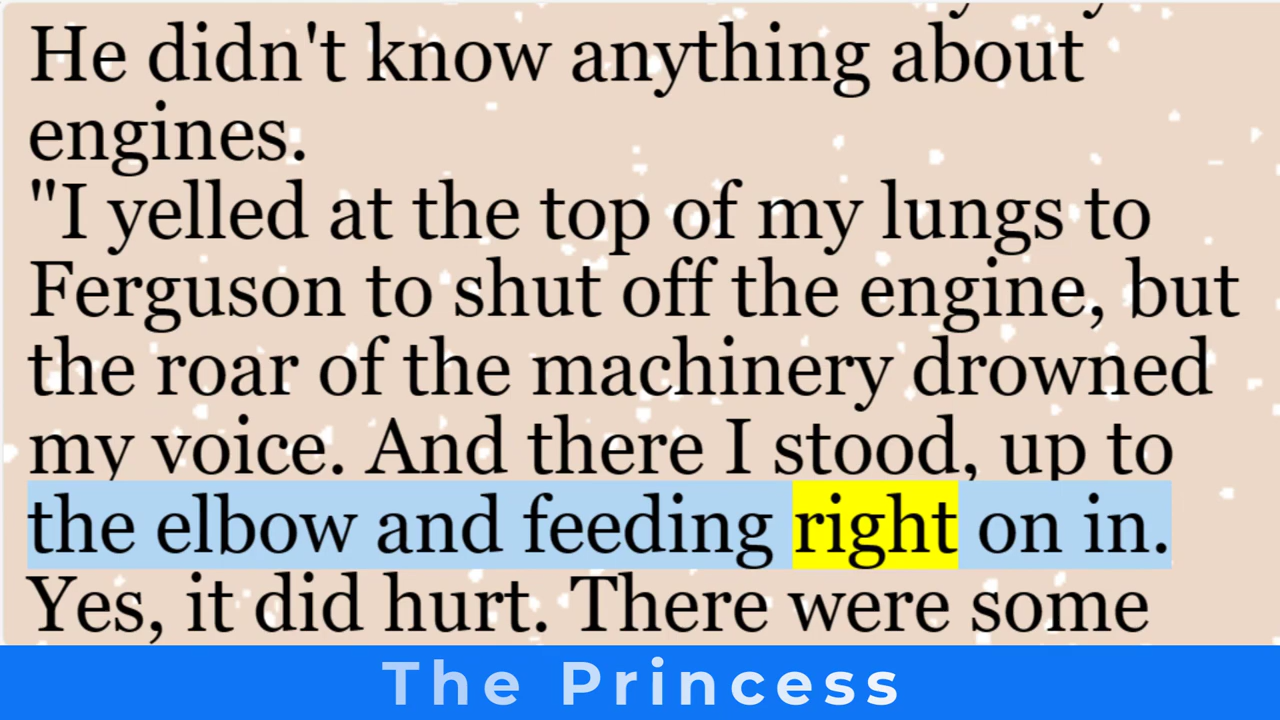 He didn't know anything about
engines.
"I yelled at the top of my lungs to
Ferguson to shut off the engine, but
the roar of the machinery drowned
my voice. And there I stood, up to
the elbow and feeding right on in.
Yes, it did hurt. There were some
The Princess